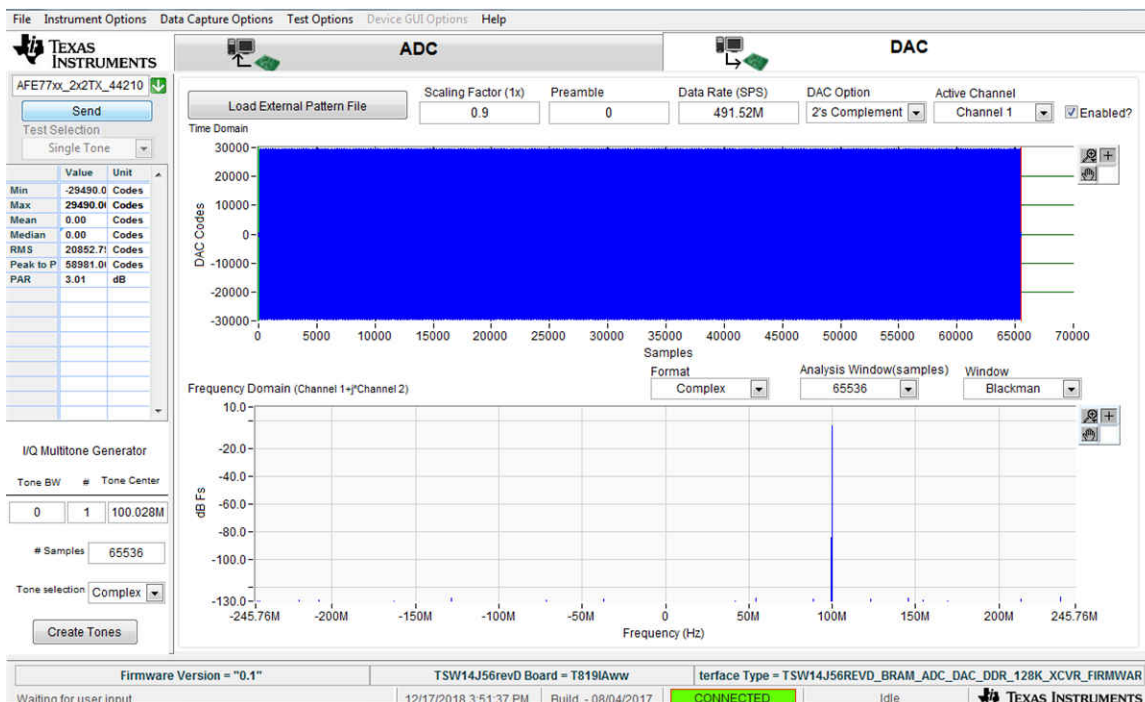 File Instrument Options Data Capture Options Test Options Device GUI Options Help
TEXAS INSTRUMENTS
ADC
DAC
AFE77xx_2x2TX_44210
Send
Test Selection
Single Tone
Value Unit
Min -29490.0 Codes
Max 29490.0 Codes
Mean 0.00 Codes
Median 0.00 Codes
RMS 20852.7 Codes
Peak to P 58981.0 Codes
PAR 3.01 dB
I/Q Multitone Generator
Tone BW # Tone Center
0 1 100.028M
# Samples 65536
Tone selection Complex
Create Tones
Load External Pattern File
Scaling Factor (1x) Preamble Data Rate (SPS) DAC Option Active Channel
0.9 0 491.52M 2's Complement Channel 1 Enabled?
Time Domain
30000
20000
10000
0
-10000
-20000
-30000
DAC Codes
0 5000 10000 15000 20000 25000 30000 35000 40000 45000 50000 55000 60000 65000 70000
Samples
Format Analysis Window(samples) Window
Complex 65536 Blackman
Frequency Domain (Channel 1+j*Channel 2)
10.0
-20.0
-40.0
-60.0
-80.0
-100.0
-130.0
dB Fs
-245.76M -200M -150M -100M -50M 0 50M 100M 150M 200M 245.76M
Frequency (Hz)
Firmware Version = "0.1" TSW14J56revD Board = T819IAww terface Type = TSW14J56REVD_BRAM_ADC_DAC_DDR_128K_XCVR_FIRMWAR
Waiting for user input 12/17/2018 3:51:37 PM Build - 08/04/2017 CONNECTED Idle TEXAS INSTRUMENTS